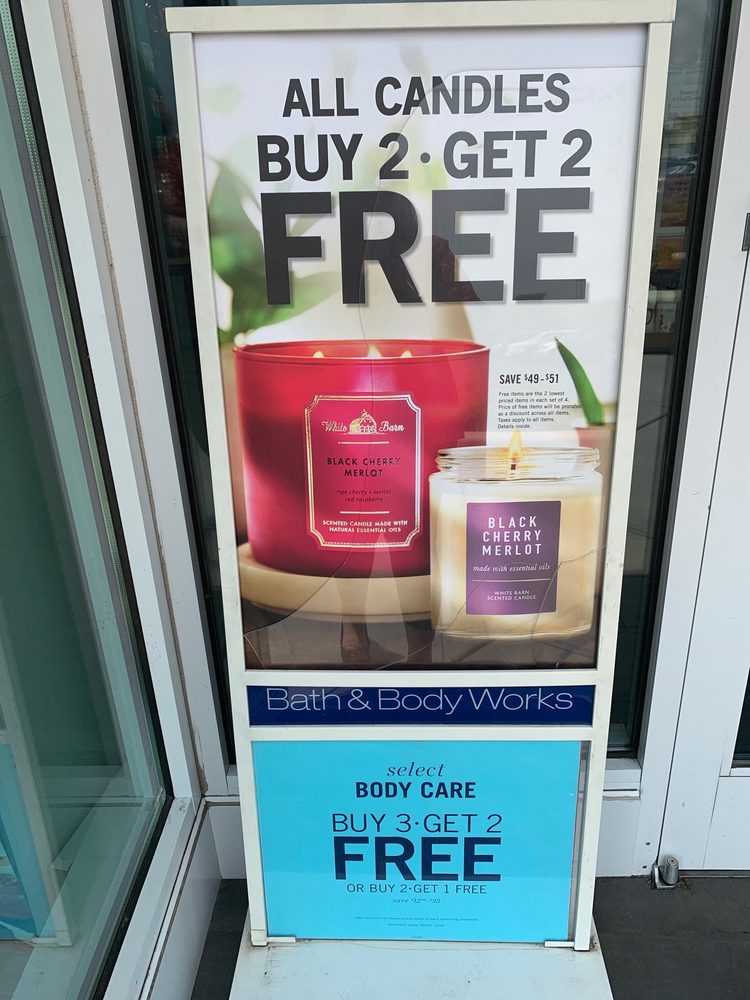 ALL CANDLES
BUY 2 · GET 2
FREE
SAVE $49-$51
Free items are the 2 lowest
priced items in each set of 4.
Price of free items will be prorated
as a discount across all items.
Taxes apply to all items.
Details inside.
White Barn
BLACK CHERRY
MERLOT
ripe cherry • merlot
red raspberry
SCENTED CANDLE MADE WITH
NATURAL ESSENTIAL OILS
BLACK
CHERRY
MERLOT
made with essential oils
WHITE BARN
SCENTED CANDLE
Bath & Body Works
select
BODY CARE
BUY 3 · GET 2
FREE
OR BUY 2 · GET 1 FREE
save